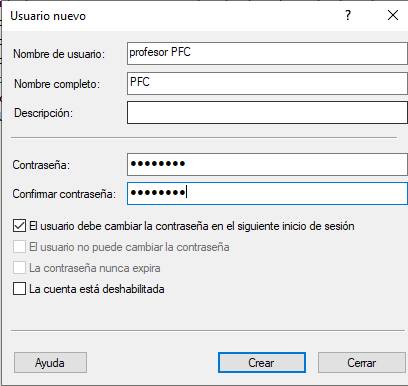 Usuario nuevo
Nombre de usuario: profesor PFC
Nombre completo: PFC
Descripción:
Contraseña: ●●●●●●●●
Confirmar contraseña: ●●●●●●●●
El usuario debe cambiar la contraseña en el siguiente inicio de sesión
El usuario no puede cambiar la contraseña
La contraseña nunca expira
La cuenta está deshabilitada
Ayuda Crear Cerrar